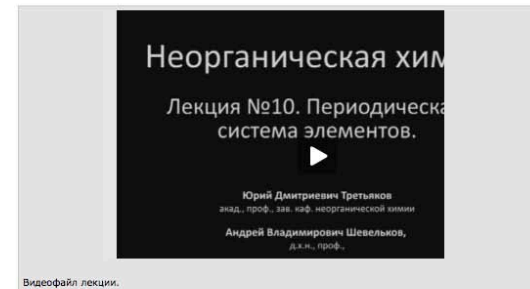 Неорганическая хим
Лекция №10. Периодическа
система элементов.
Юрий Дмитриевич Третьяков
акад., проф., зав. каф. неорганической химии
Андрей Владимирович Шевельков,
д.х.н., проф.,
Видеофайл лекции.